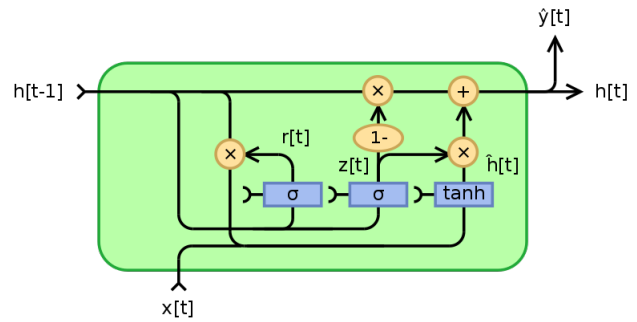 ŷ[t]
h[t-1]
×
+
h[t]
r[t]
1-
×
z[t]
×
ĥ[t]
σ
σ
tanh
x[t]